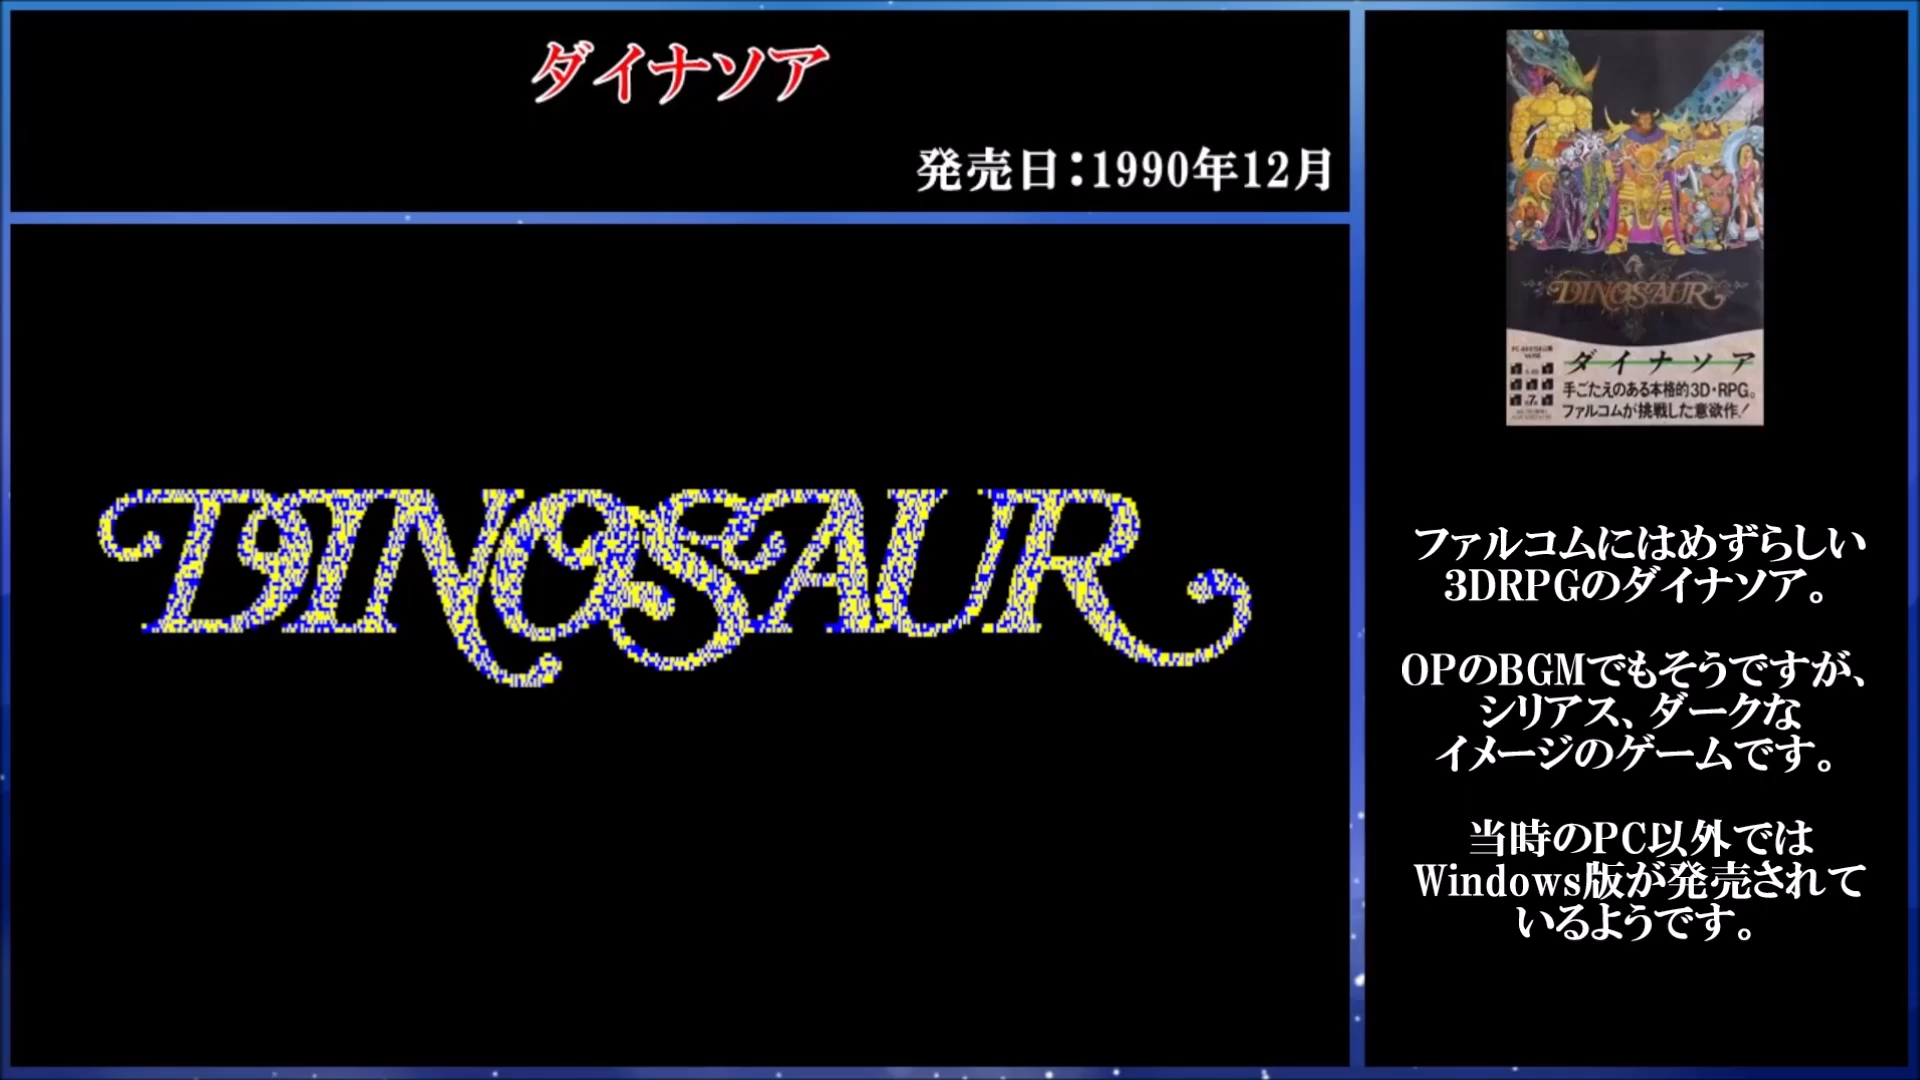 ダイナソア
発売日：1990年12月
DINOSAUR
DINOSAUR
ダイナソア
手ごたえのある本格的3D・RPG。
ファルコムが挑戦した意欲作！
ファルコムにはめずらしい
3DRPGのダイナソア。
OPのBGMでもそうですが、
シリアス、ダークな
イメージのゲームです。
当時のPC以外では
Windows版が発売されて
いるようです。